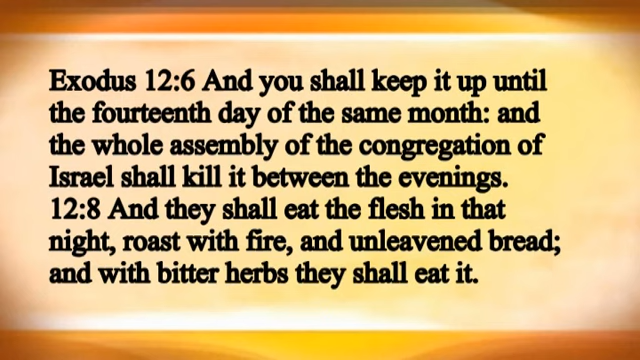 Exodus 12:6 And you shall keep it up until
the fourteenth day of the same month: and
the whole assembly of the congregation of
Israel shall kill it between the evenings.
12:8 And they shall eat the flesh in that
night, roast with fire, and unleavened bread;
and with bitter herbs they shall eat it.